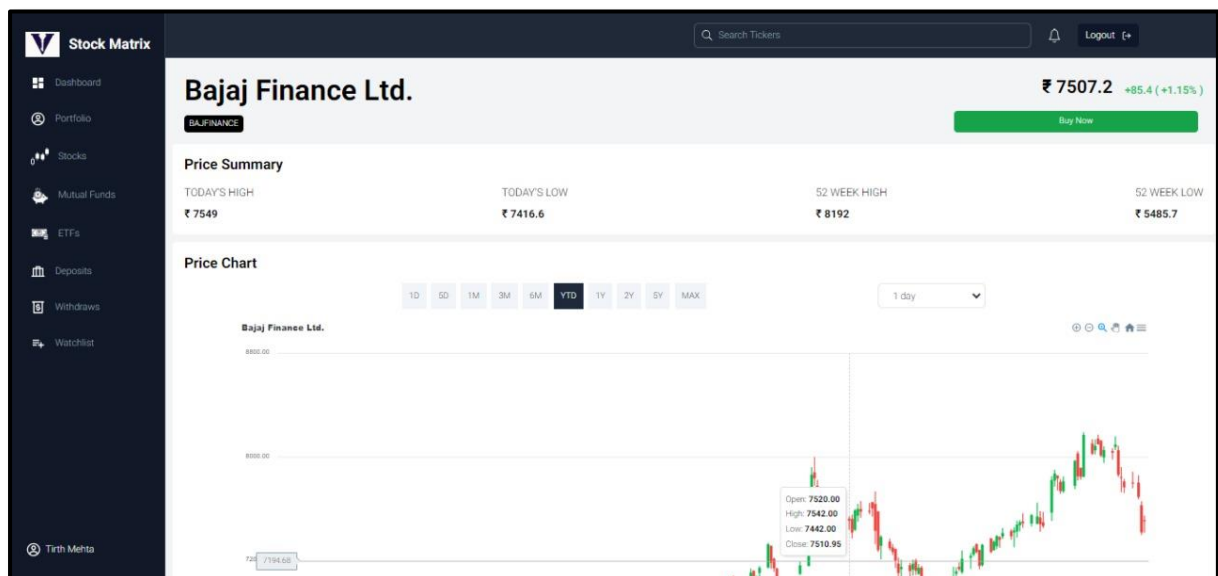 Stock Matrix
Search Tickers
Logout
Dashboard
Portfolio
Stocks
Mutual Funds
ETFs
Deposits
Withdraws
Watchlist
Tirth Mehta
Bajaj Finance Ltd.
₹ 7507.2 +85.4 ( +1.15% )
BAJFINANCE
Buy Now
Price Summary
TODAY'S HIGH TODAY'S LOW 52 WEEK HIGH 52 WEEK LOW
₹ 7549 ₹ 7416.6 ₹ 8192 ₹ 5485.7
Price Chart
1D 5D 1M 3M 6M YTD 1Y 2Y 5Y MAX 1 day
Bajaj Finance Ltd.
8800.00
8000.00
Open: 7520.00
High: 7542.00
Low: 7442.00
Close: 7510.95
7194.68